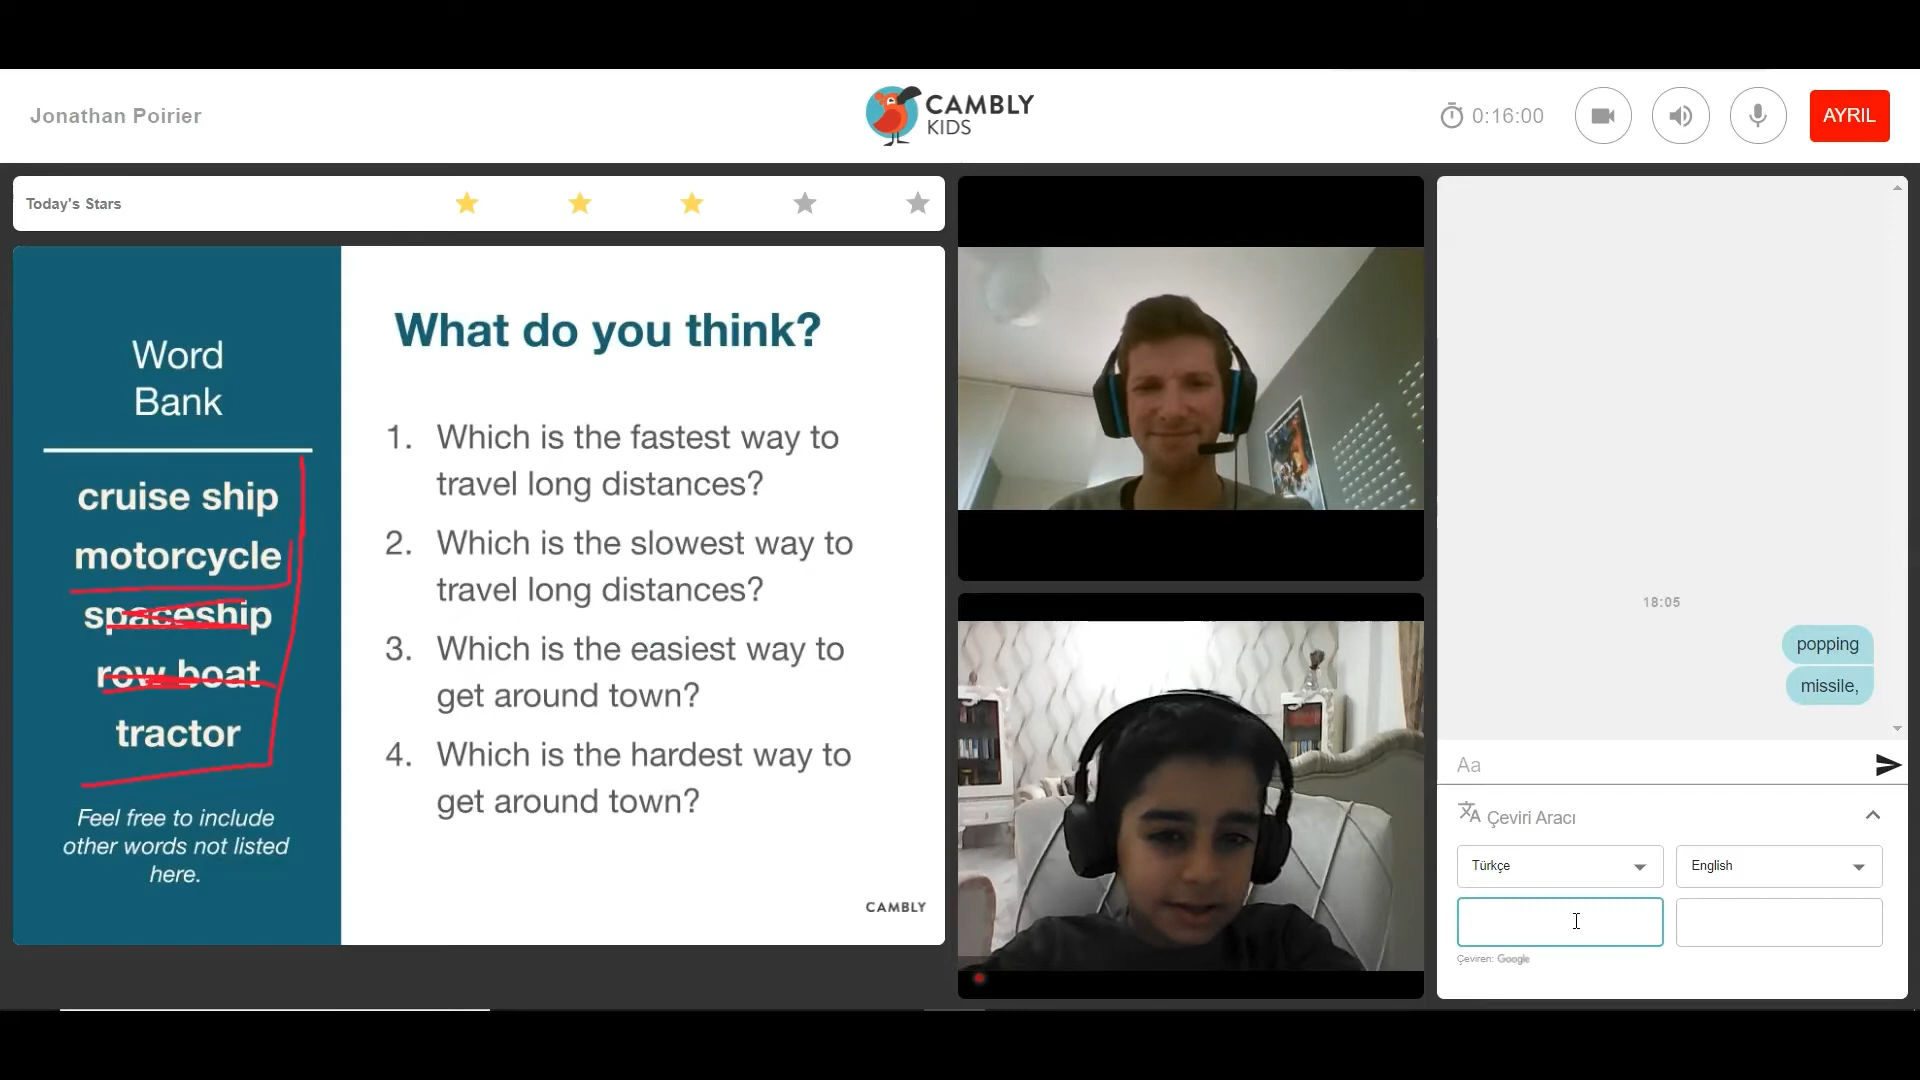 Jonathan Poirier
CAMBLY
KIDS
0:16:00
AYRIL
Today's Stars
Word
Bank
cruise ship
motorcycle
spaceship
row boat
tractor
Feel free to include
other words not listed
here.
What do you think?
1. Which is the fastest way to
travel long distances?
2. Which is the slowest way to
travel long distances?
3. Which is the easiest way to
get around town?
4. Which is the hardest way to
get around town?
CAMBLY
18:05
popping
missile,
Aa
Çeviri Aracı
Türkçe
English
Çeviren: Google